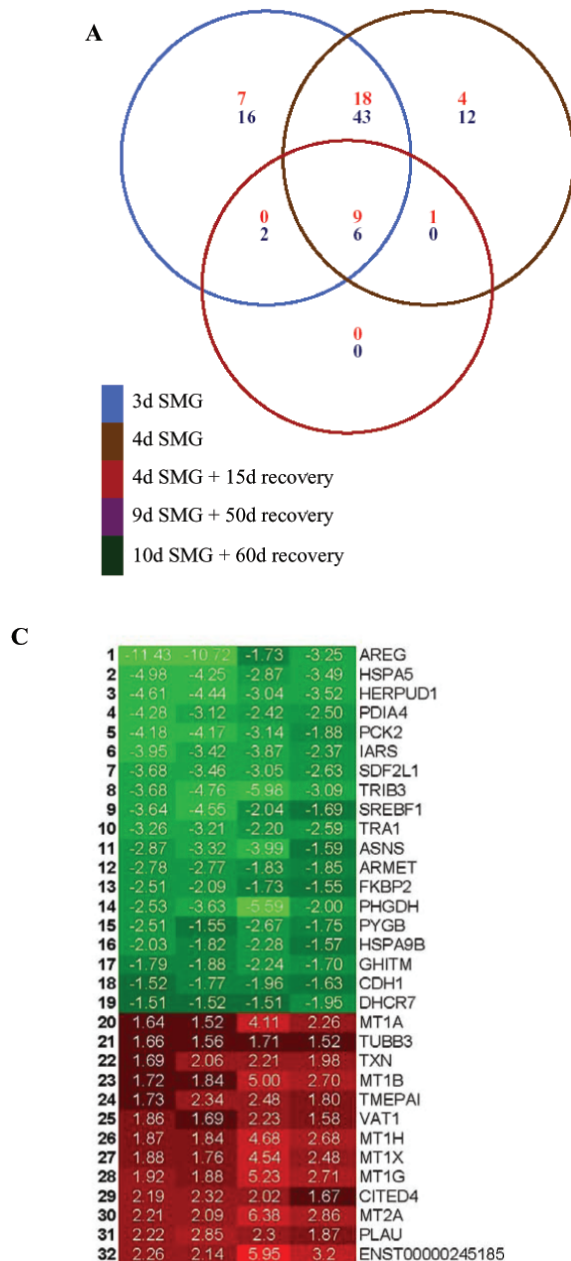 A
7 18 4
16 43 12
0 9 1
2 6 0
0
0
3d SMG
4d SMG
4d SMG + 15d recovery
9d SMG + 50d recovery
10d SMG + 60d recovery
C
1 -11.43 -10.72 -1.73 -3.25 AREG
2 -4.98 -4.25 -2.87 -3.49 HSPA5
3 -4.61 -4.44 -3.04 -3.52 HERPUD1
4 -4.28 -3.12 -2.42 -2.50 PDIA4
5 -4.18 -4.17 -3.14 -1.88 PCK2
6 -3.95 -3.42 -3.87 -2.37 IARS
7 -3.68 -3.46 -3.05 -2.63 SDF2L1
8 -3.68 -4.76 -5.98 -3.09 TRIB3
9 -3.64 -4.55 -2.04 -1.69 SREBF1
10 -3.26 -3.21 -2.20 -2.59 TRA1
11 -2.87 -3.32 -3.99 -1.59 ASNS
12 -2.78 -2.77 -1.83 -1.85 ARMET
13 -2.51 -2.09 -1.73 -1.55 FKBP2
14 -2.53 -3.63 -5.59 -2.00 PHGDH
15 -2.51 -1.55 -2.67 -1.75 PYGB
16 -2.03 -1.82 -2.28 -1.57 HSPA9B
17 -1.79 -1.88 -2.24 -1.70 GHITM
18 -1.52 -1.77 -1.96 -1.63 CDH1
19 -1.51 -1.52 -1.51 -1.95 DHCR7
20 1.64 1.52 4.11 2.26 MT1A
21 1.66 1.56 1.71 1.52 TUBB3
22 1.69 2.06 2.21 1.98 TXN
23 1.72 1.84 5.00 2.70 MT1B
24 1.73 2.34 2.48 1.80 TMEPAI
25 1.86 1.69 2.23 1.58 VAT1
26 1.87 1.84 4.68 2.68 MT1H
27 1.88 1.76 4.54 2.48 MT1X
28 1.92 1.88 5.23 2.71 MT1G
29 2.19 2.32 2.02 1.67 CITED4
30 2.21 2.09 6.38 2.86 MT2A
31 2.22 2.85 2.3 1.87 PLAU
32 2.26 2.14 5.95 3.2 ENST00000245185